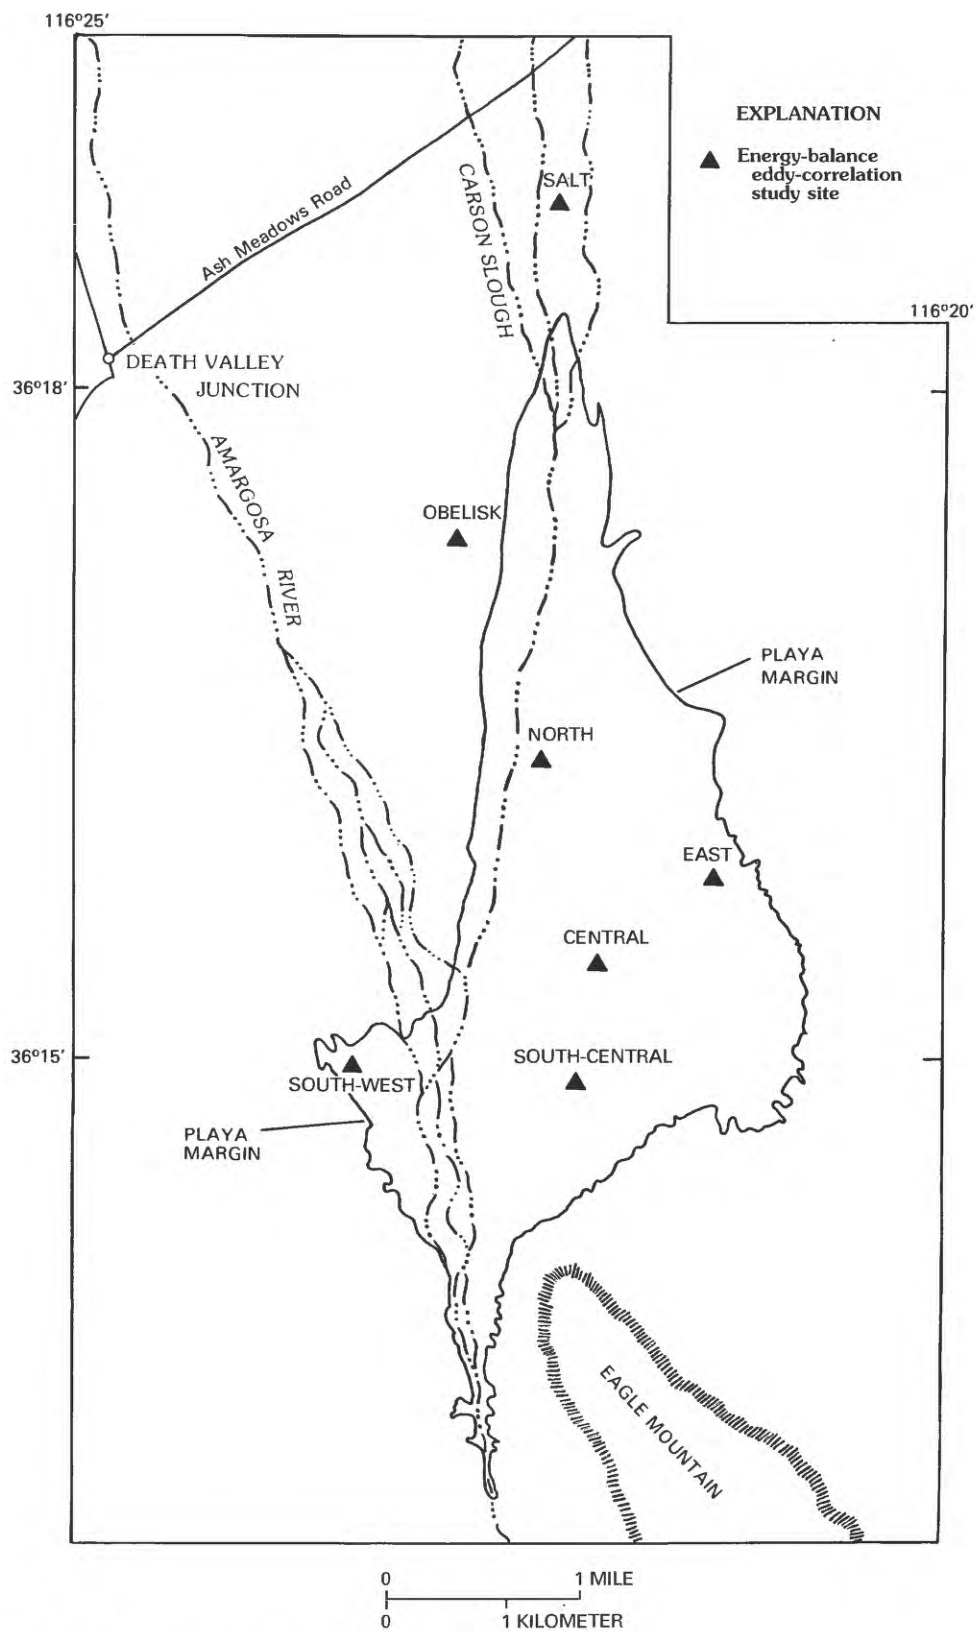 116°25'
EXPLANATION
Energy-balance
eddy-correlation
study site
SALT
CARSON SLOUGH
Ash Meadows Road
116°20'
DEATH VALLEY
JUNCTION
36°18'
AMARGOSA
RIVER
OBELISK
PLAYA
MARGIN
NORTH
EAST
CENTRAL
36°15'
SOUTH-CENTRAL
SOUTH-WEST
PLAYA
MARGIN
EAGLE MOUNTAIN
0 1 MILE
0 1 KILOMETER